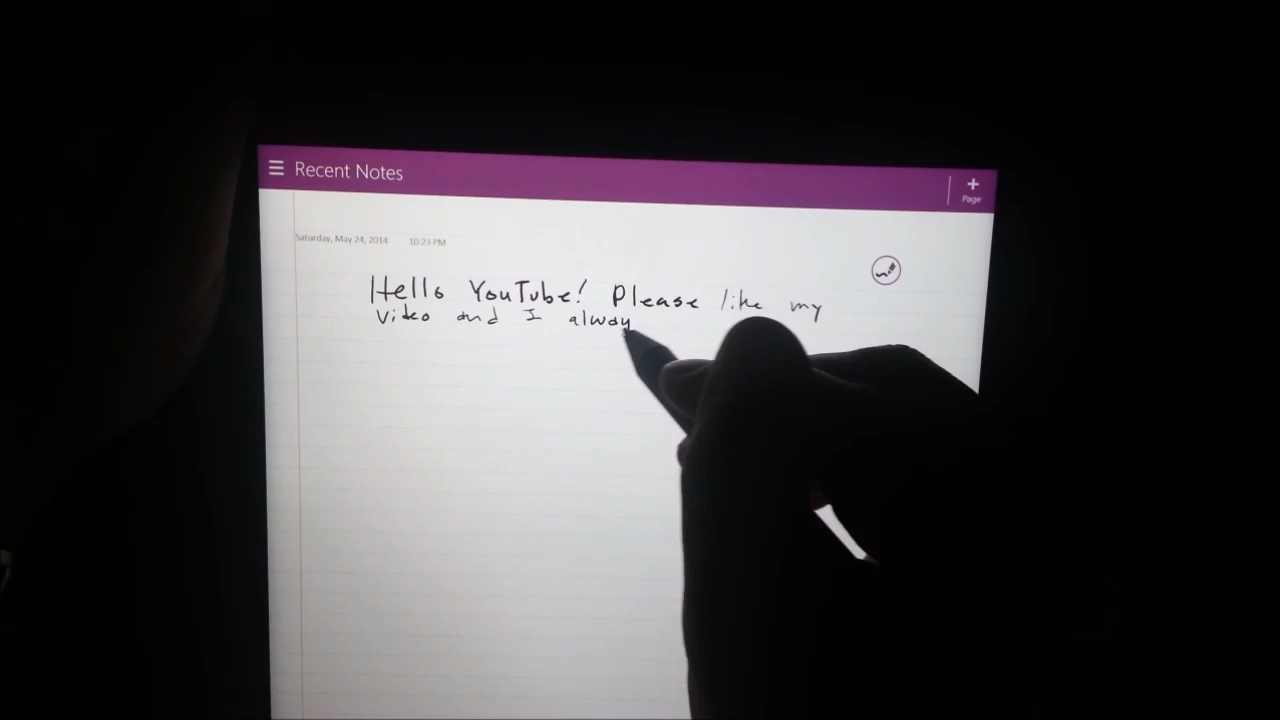 Recent Notes
+
Page
Saturday, May 24, 2014 10:23 PM
Hello YouTube! Please like my
video and I alway